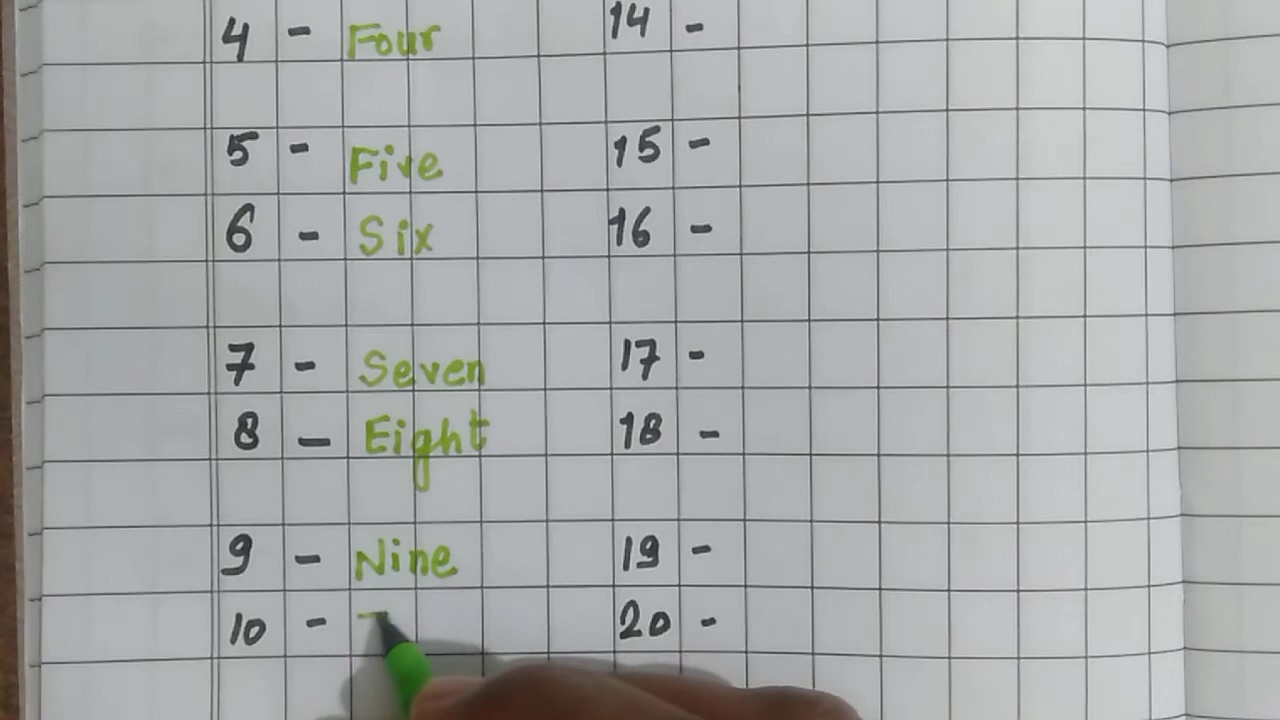 4 - Four 14 -
5 - Five 15 -
6 - Six 16 -
7 - Seven 17 -
8 - Eight 18 -
9 - Nine 19 -
10 - 20 -